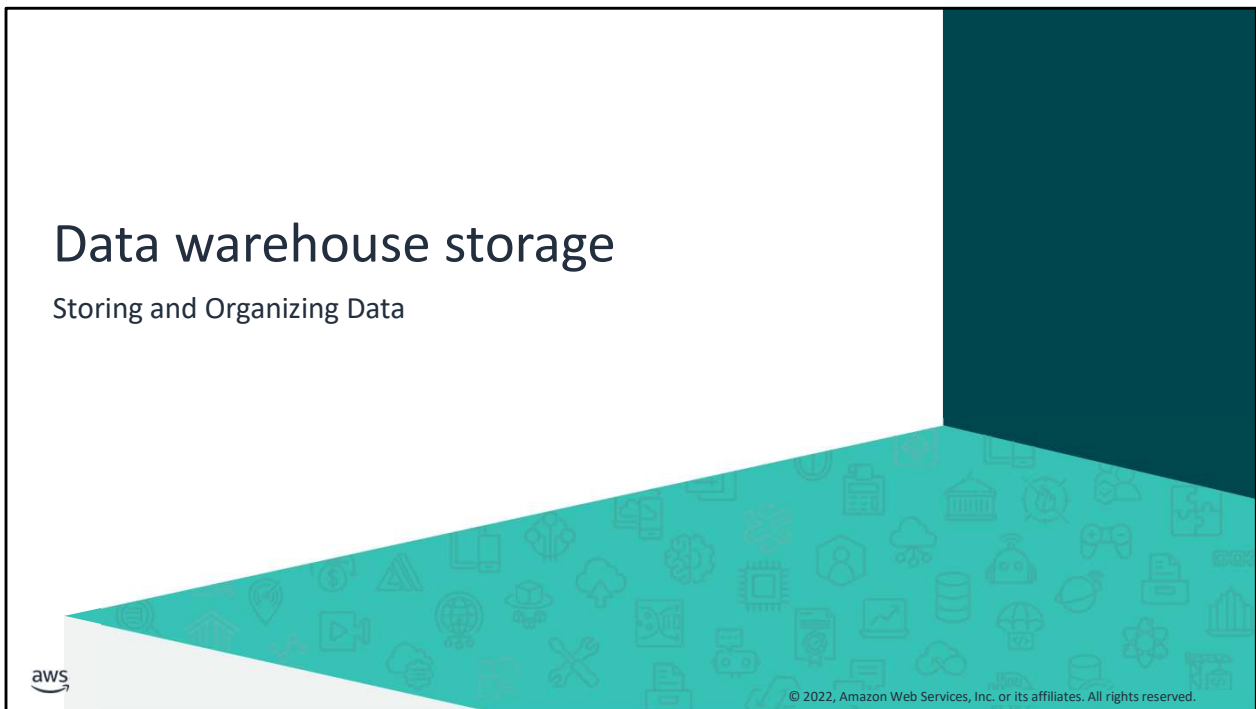 Data warehouse storage
Storing and Organizing Data
aws
© 2022, Amazon Web Services, Inc. or its affiliates. All rights reserved.